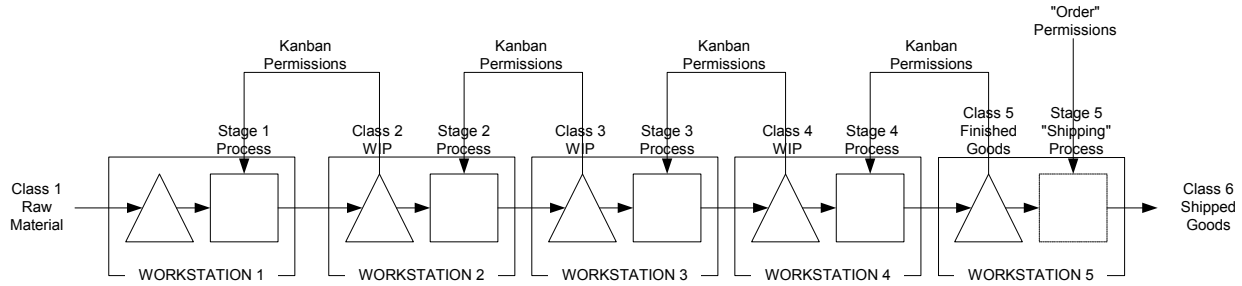 "Order"
Permissions
Kanban
Permissions
Kanban
Permissions
Kanban
Permissions
Kanban
Permissions
Stage 1
Process
Class 2
WIP
Stage 2
Process
Class 3
WIP
Stage 3
Process
Class 4
WIP
Stage 4
Process
Class 5
Finished
Goods
Stage 5
"Shipping"
Process
Class 1
Raw
Material
Class 6
Shipped
Goods
WORKSTATION 1
WORKSTATION 2
WORKSTATION 3
WORKSTATION 4
WORKSTATION 5